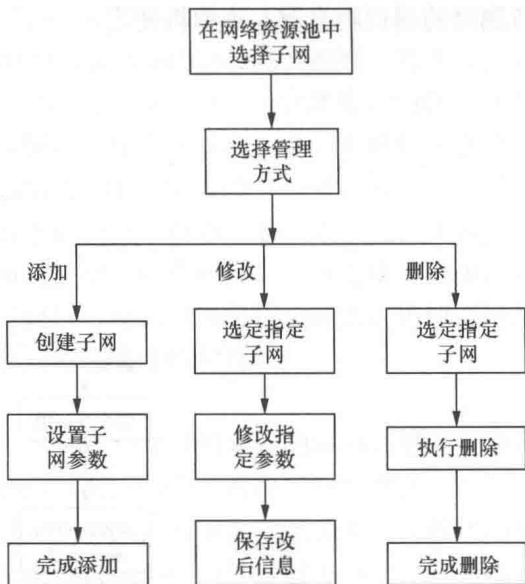 在网络资源池中
选择子网
选择管理
方式
添加
修改
删除
创建子网
选定指定
子网
选定指定
子网
设置子
网参数
修改指
定参数
执行删除
完成添加
保存改
后信息
完成删除